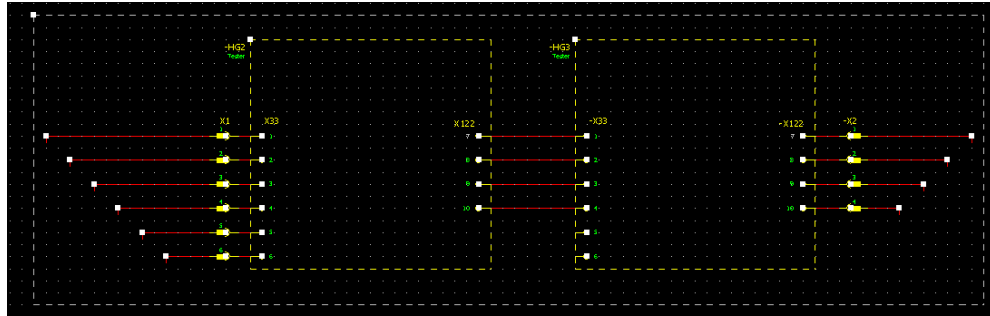 -HG2
Tester
-HG3
Tester
X1
X33
X122
-X33
-X122
-X2
1 1 7 1 7 1
2 2 8 2 8 2
3 3 9 3 9 3
4 4 10 4 10 4
5 5 5
6 6 6